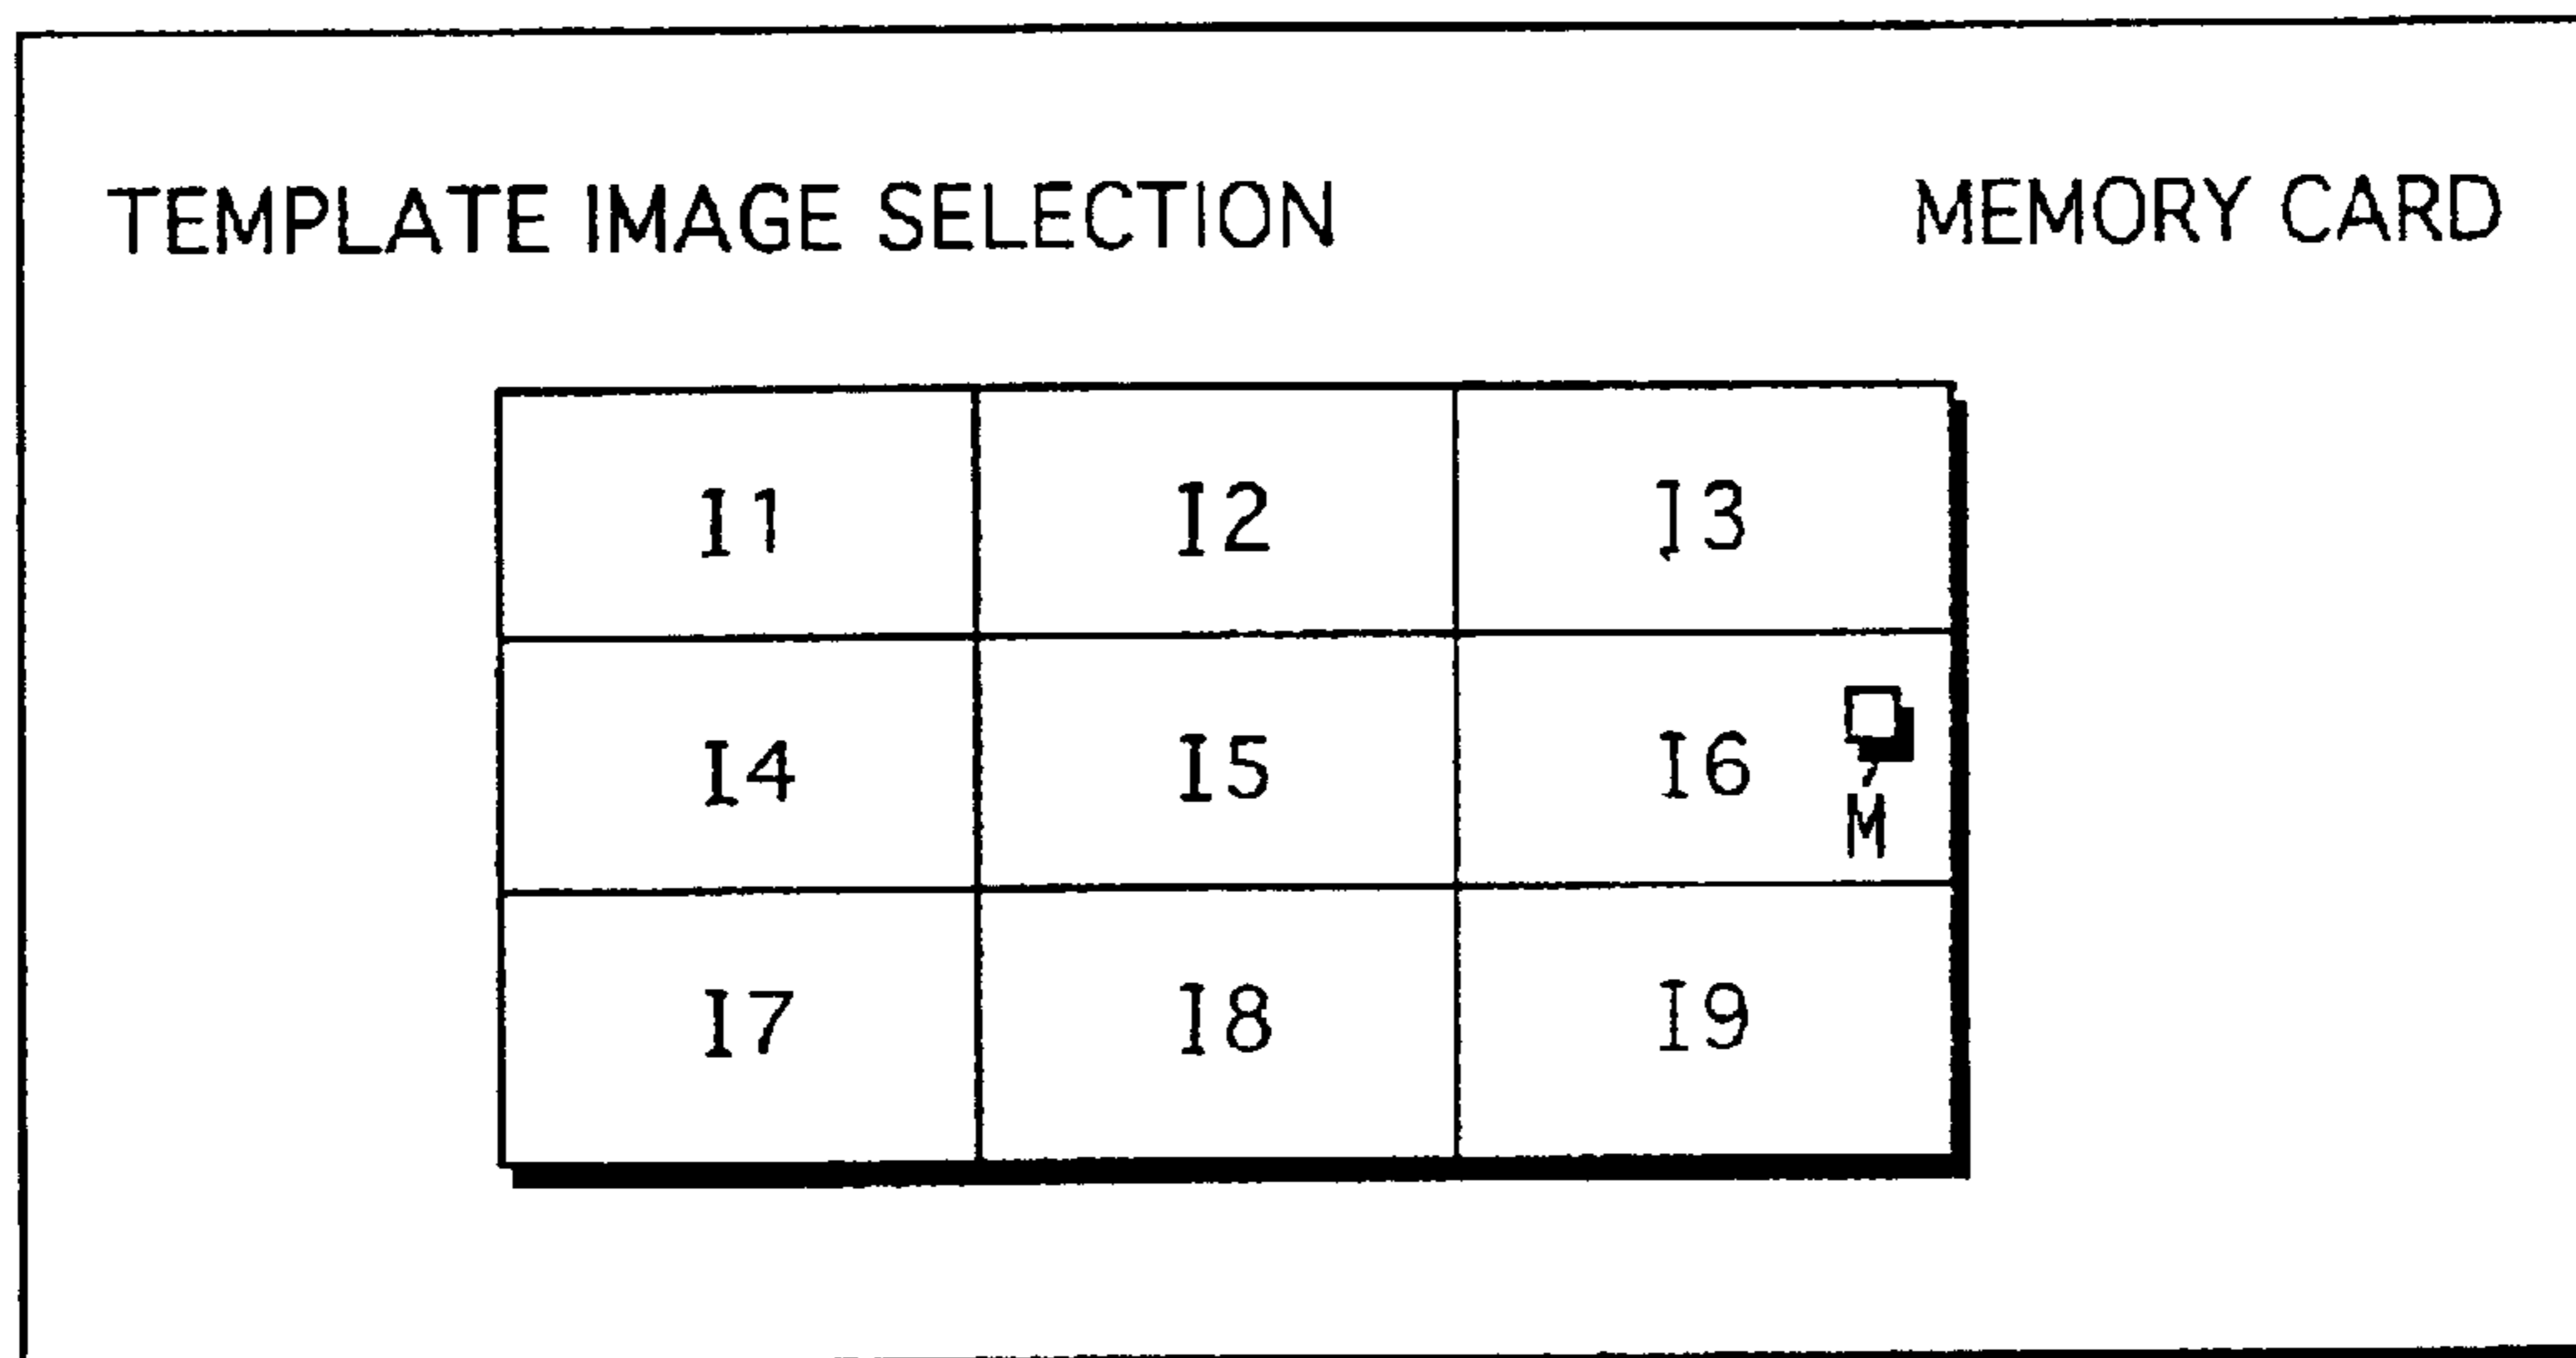 TEMPLATE IMAGE SELECTION MEMORY CARD
I1 I2 I3
I4 I5 I6
M
I7 I8 I9